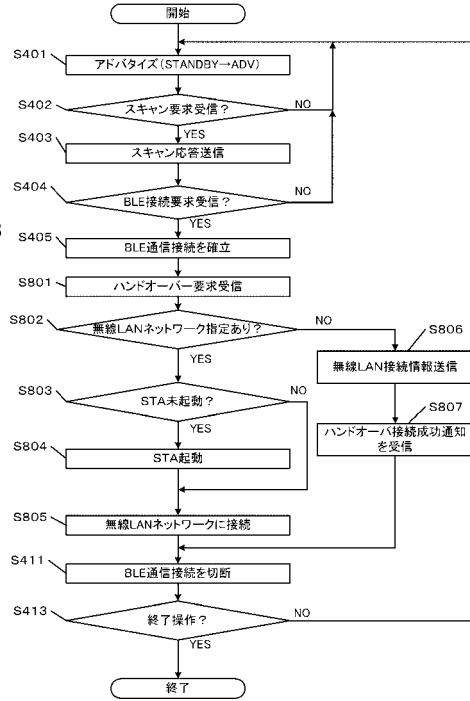 開始
S401
アドバタイズ(STANDBY→ADV)
S402
スキャン要求受信?
NO
YES
S403
スキャン応答送信
S404
BLE接続要求受信?
NO
YES
S405
BLE通信接続を確立
S801
ハンドオーバー要求受信
S802
無線LANネットワーク指定あり?
NO
YES
S806
無線LAN接続情報送信
S803
STA未起動?
NO
YES
S807
ハンドオーバ接続成功通知
を受信
S804
STA起動
S805
無線LANネットワークに接続
S411
BLE通信接続を切断
S413
終了操作?
NO
YES
終了